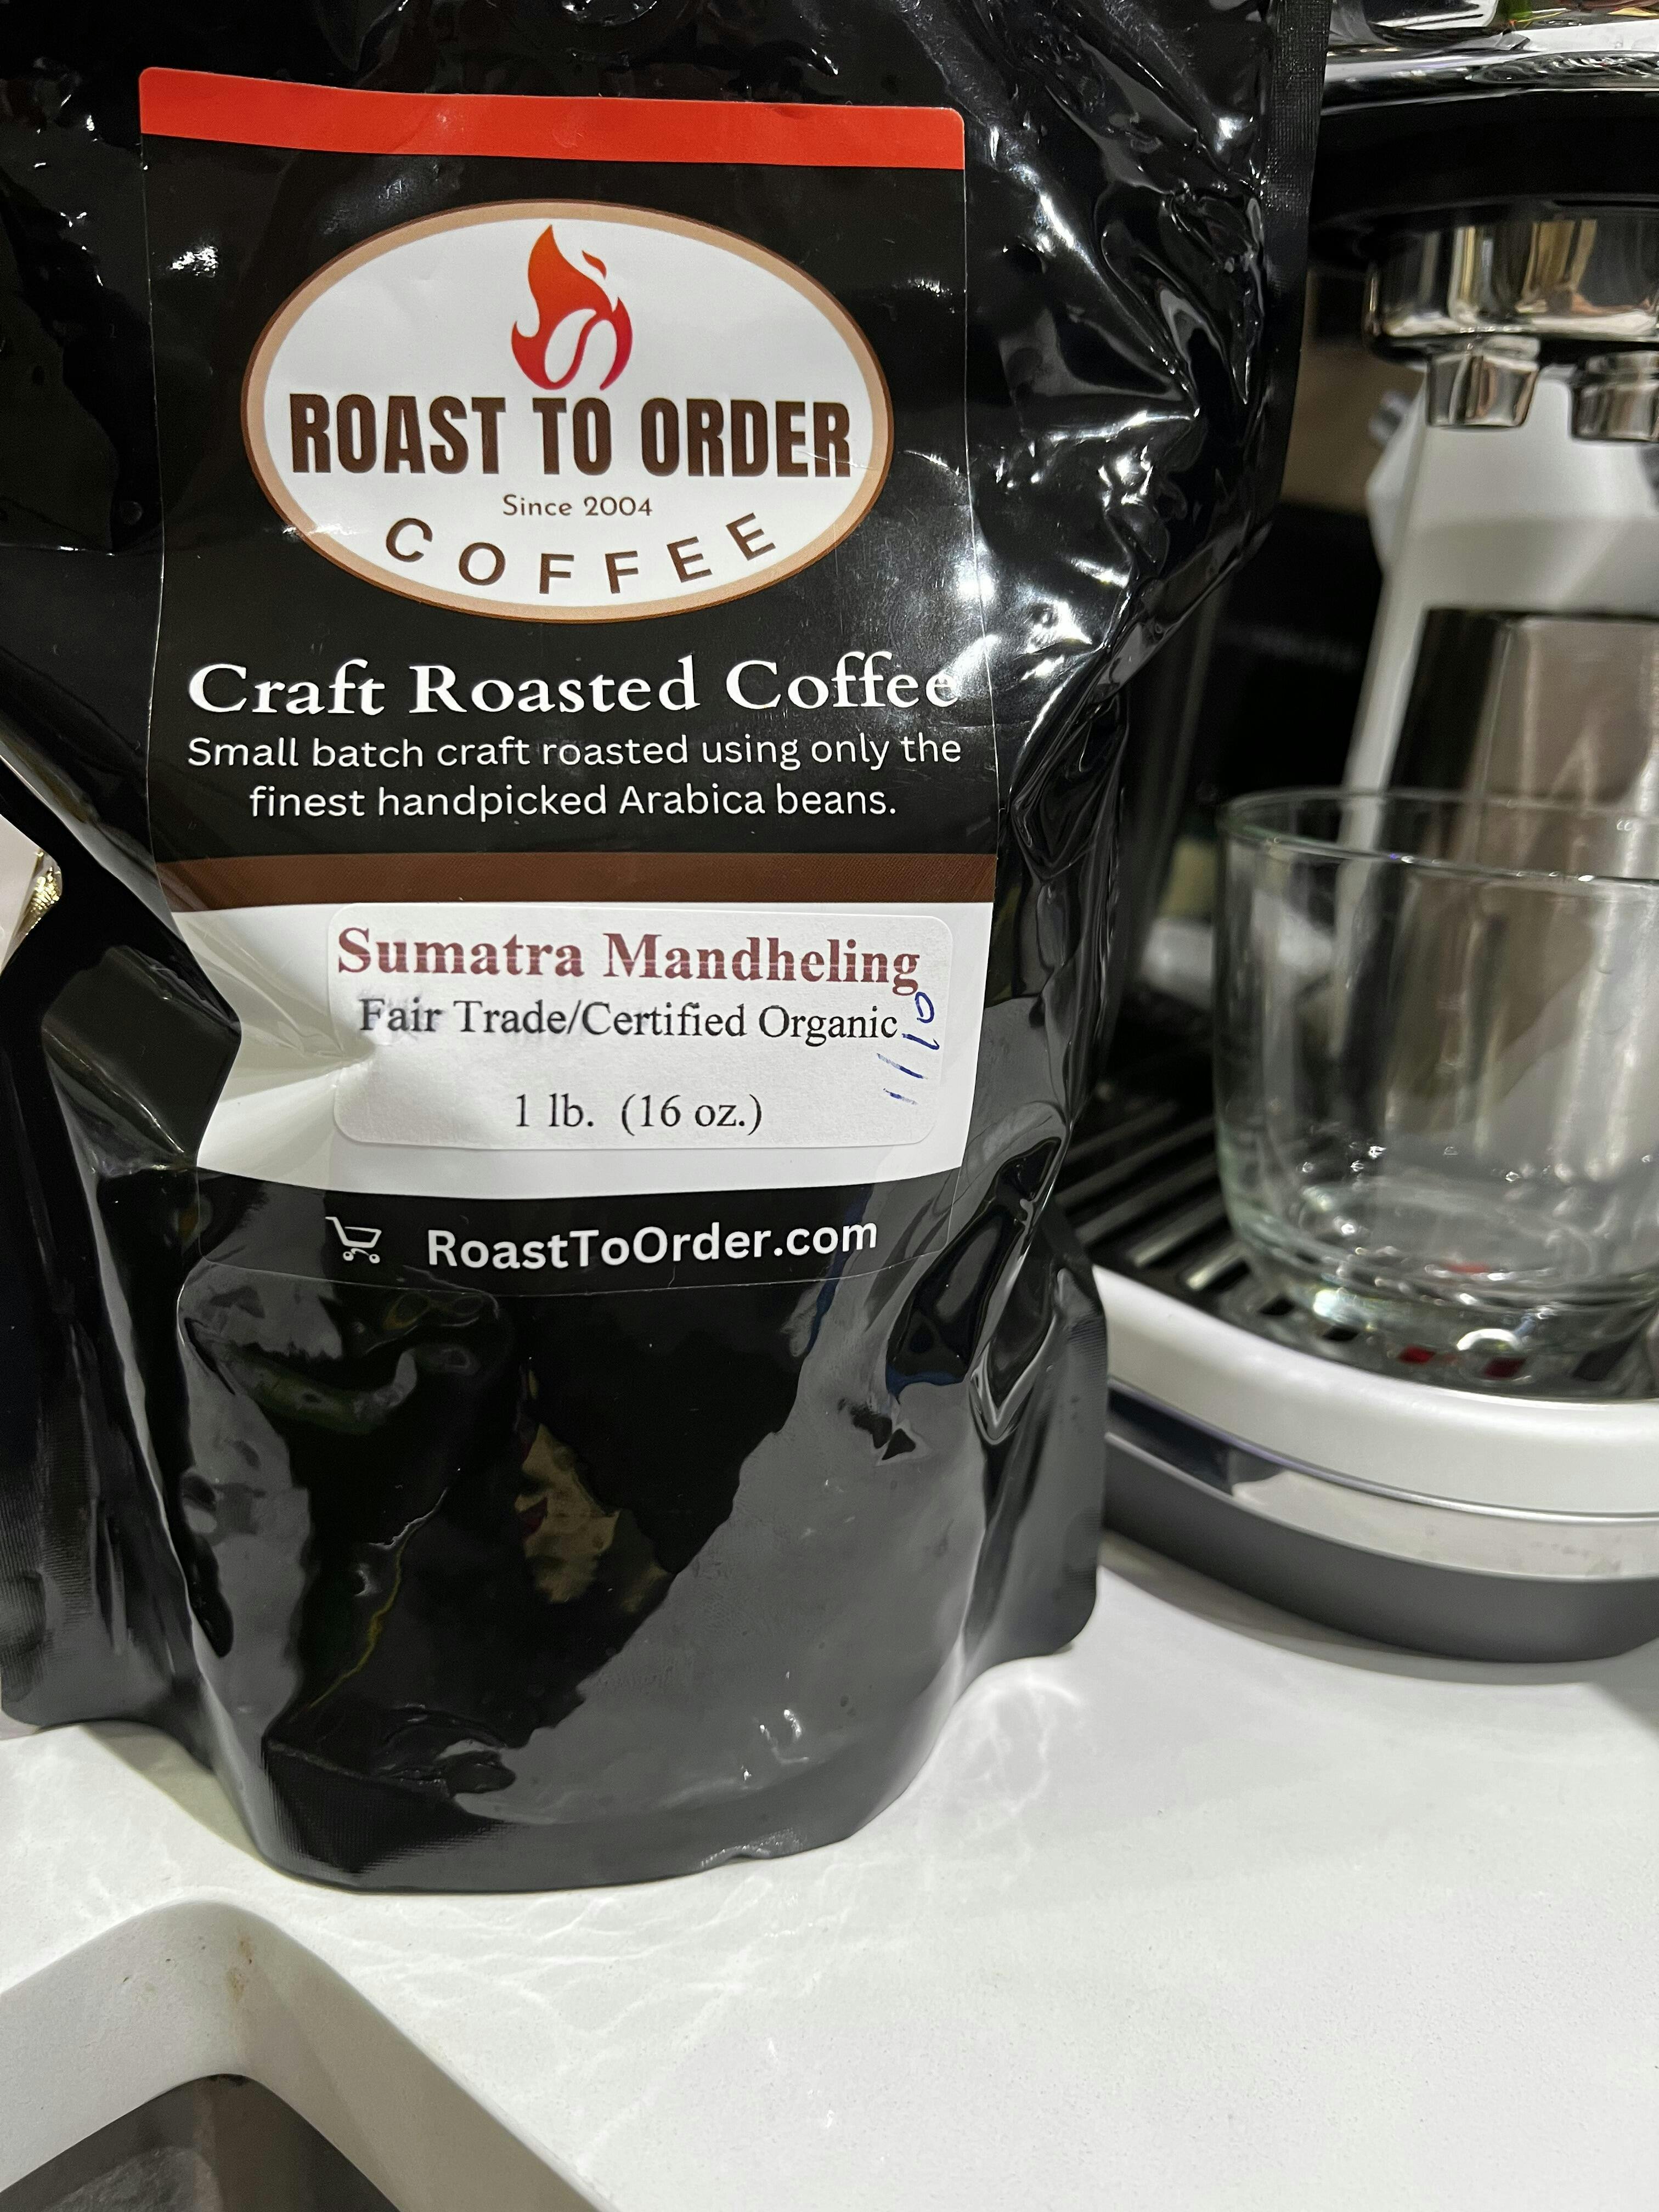 ROAST TO ORDER
Since 2004
COFFEE
Craft Roasted Coffee
Small batch craft roasted using only the
finest handpicked Arabica beans.
Sumatra Mandheling
Fair Trade/Certified Organic
1 lb. (16 oz.)
RoastToOrder.com